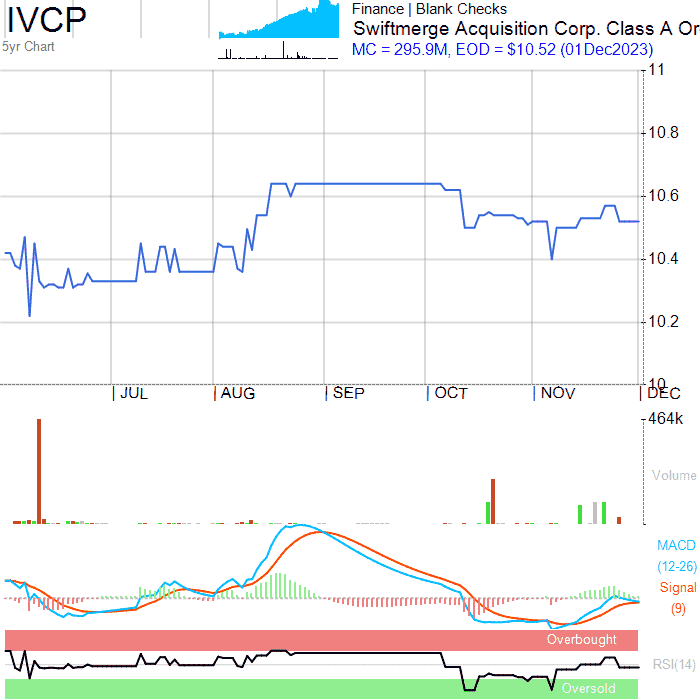 IVCP
5yr Chart
Finance | Blank Checks
Swiftmerge Acquisition Corp. Class A Or
MC = 295.9M, EOD = $10.52 (01Dec2023)
11
10.8
10.6
10.4
10.2
10
JUL
AUG
SEP
OCT
NOV
DEC
464k
Volume
MACD
(12-26)
Signal
(9)
Overbought
RSI(14)
Oversold